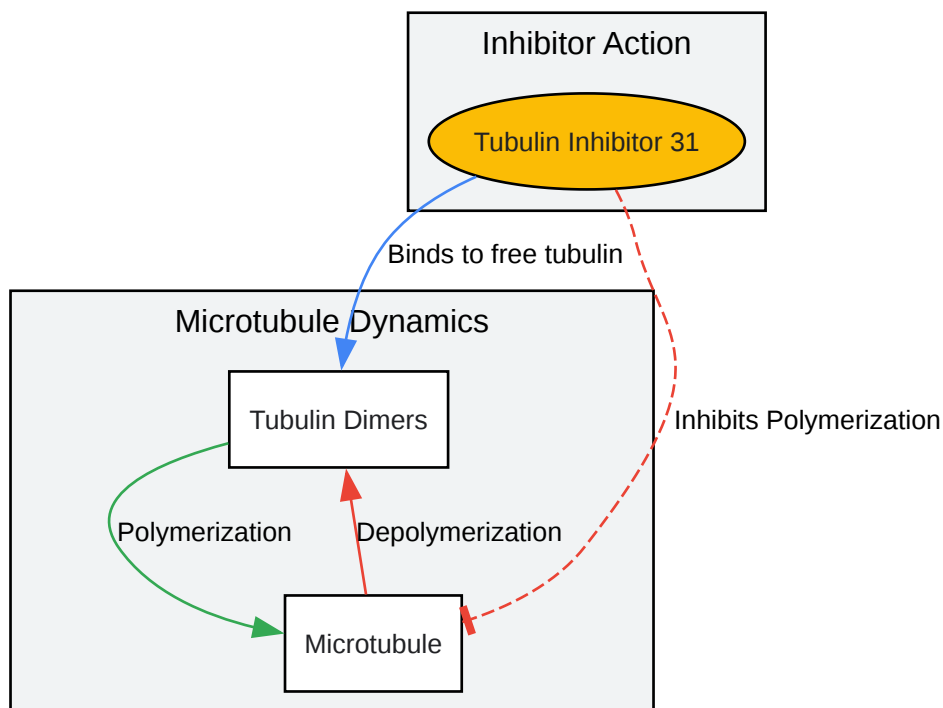 Inhibitor Action
Tubulin Inhibitor 31
Binds to free tubulin
Microtubule Dynamics
Tubulin Dimers
Inhibits Polymerization
Polymerization
Depolymerization
Microtubule